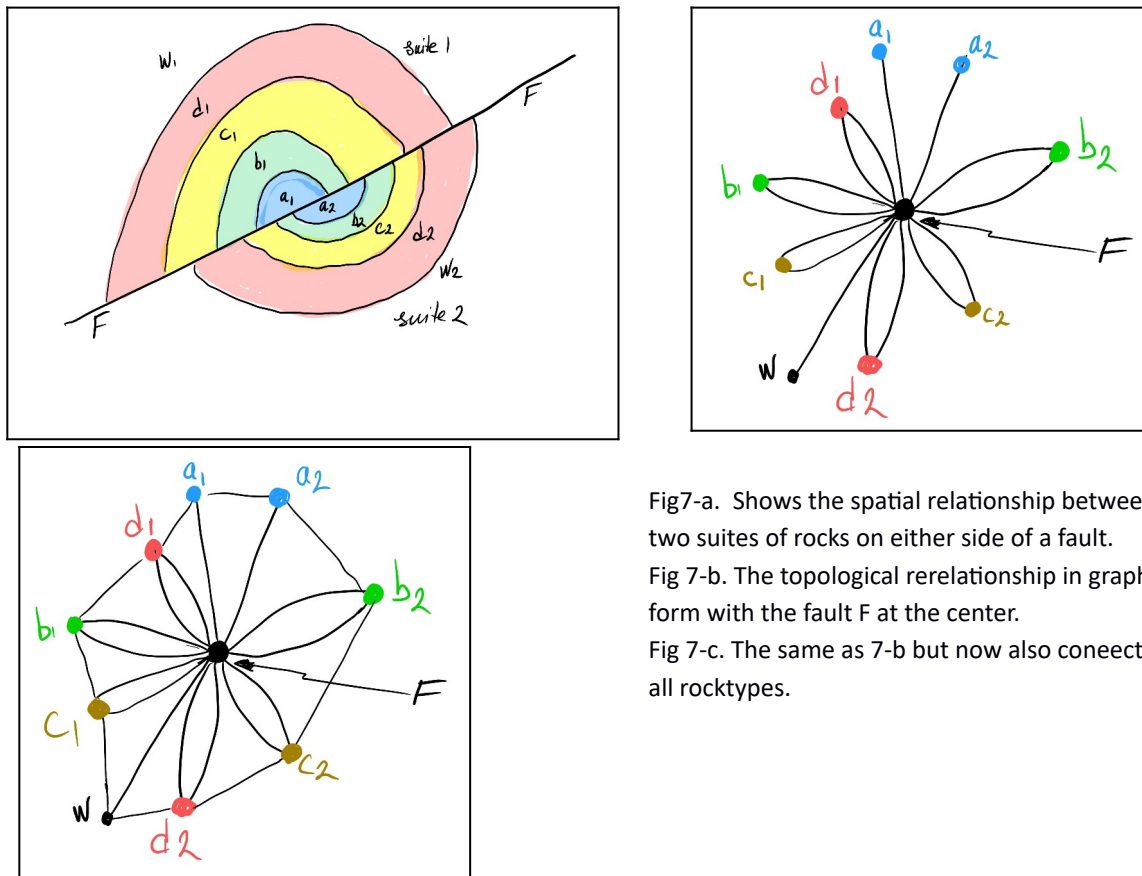 W1
suite 1
d1
c1
F
b1
a1
a2
b2
c2
d2
W2
F
suite 2
a1
a2
d1
b2
b1
F
c1
c2
W
d2
a1
a2
d1
b2
b1
F
C1
C2
W
d2
Fig7-a. Shows the spatial relationship betwee
two suites of rocks on either side of a fault.
Fig 7-b. The topological rerelationship in graph
form with the fault F at the center.
Fig 7-c. The same as 7-b but now also coneect
all rocktypes.